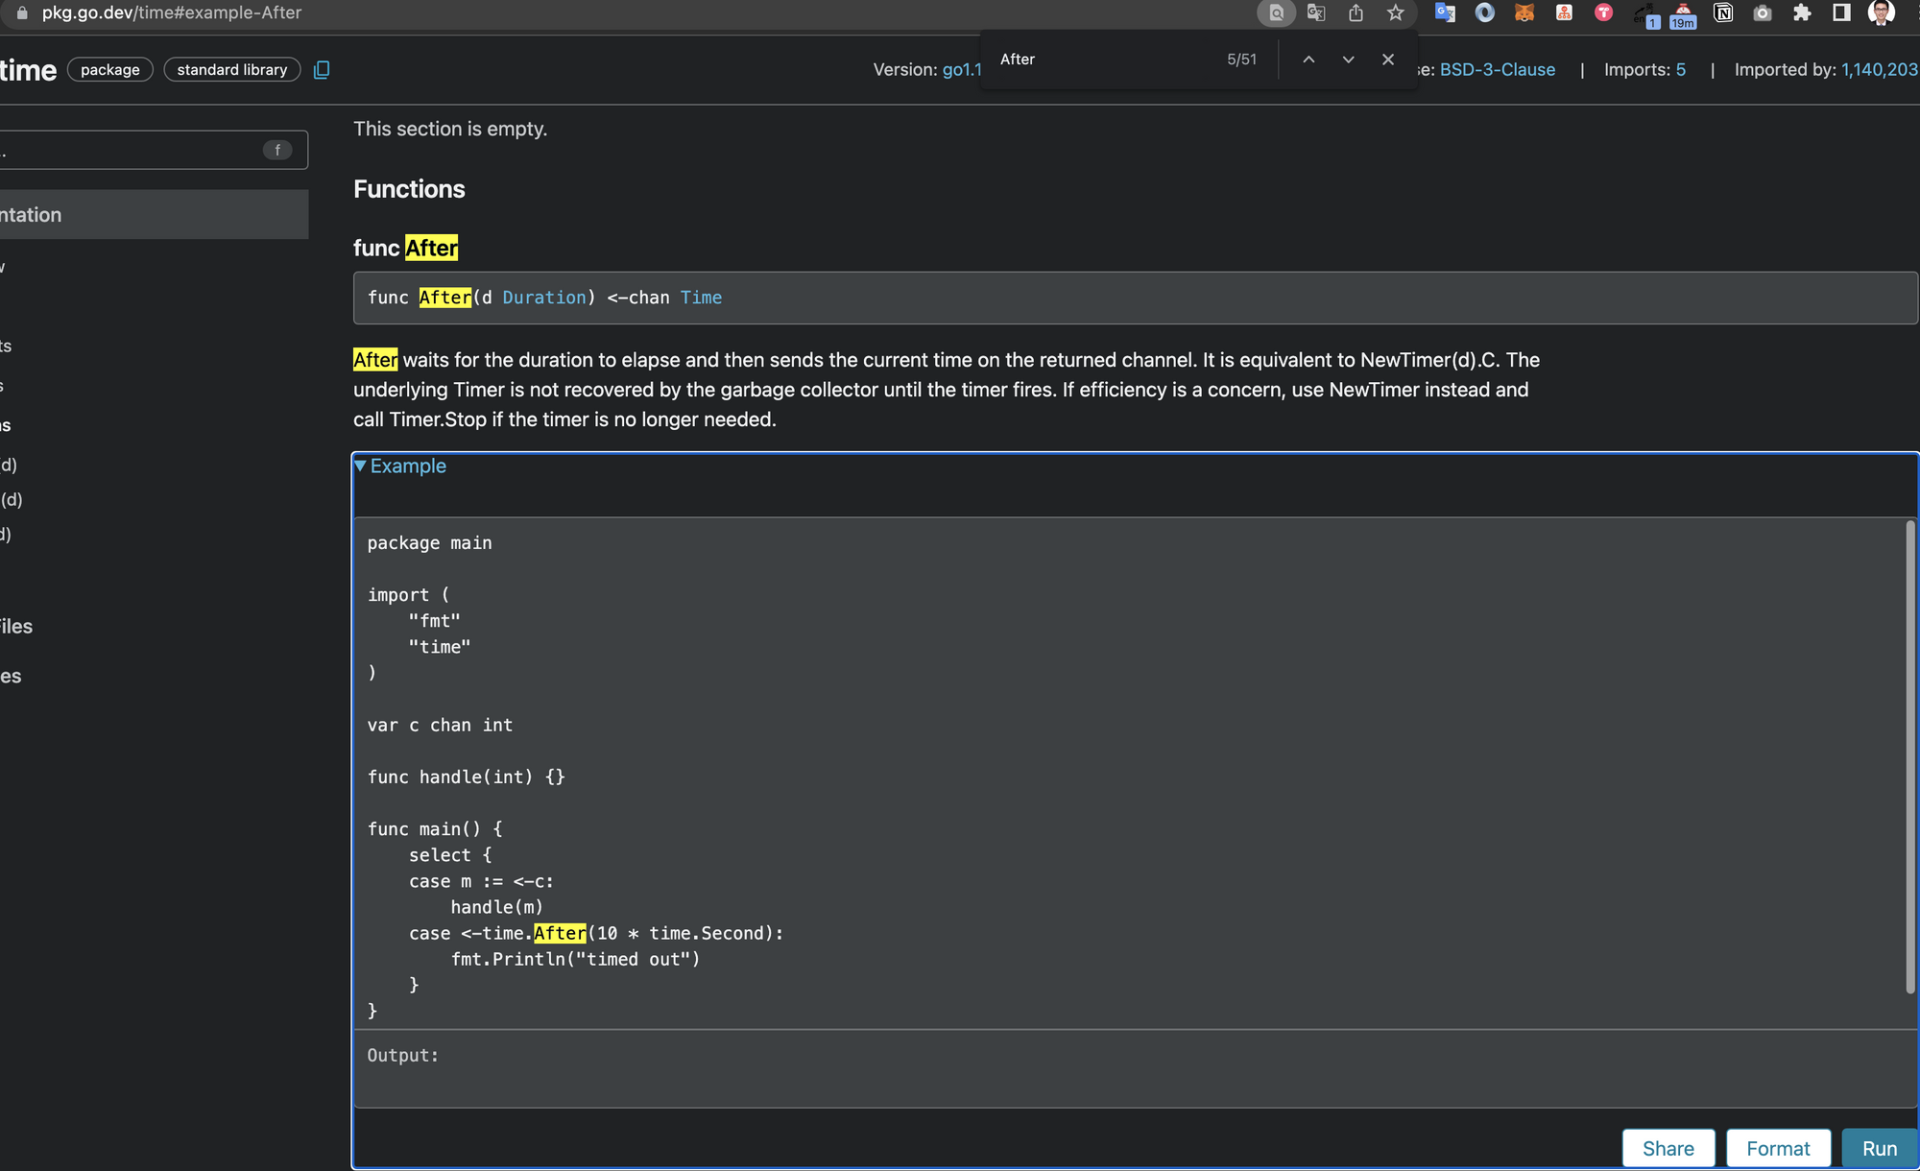 pkg.go.dev/time#example-After
1
19m
After
5/51
time
package
standard library
Version: go1.1
se: BSD-3-Clause
|
Imports: 5
|
Imported by: 1,140,203
..
f
ntation
ts
s
ns
(d)
(d)
d)
Files
es
This section is empty.
Functions
func After
func After(d Duration) <-chan Time
After waits for the duration to elapse and then sends the current time on the returned channel. It is equivalent to NewTimer(d).C. The
underlying Timer is not recovered by the garbage collector until the timer fires. If efficiency is a concern, use NewTimer instead and
call Timer.Stop if the timer is no longer needed.
▼ Example
package main
import (
"fmt"
"time"
)
var c chan int
func handle(int) {}
func main() {
select {
case m := <-c:
handle(m)
case <-time.After(10 * time.Second):
fmt.Println("timed out")
}
}
Output:
Share
Format
Run